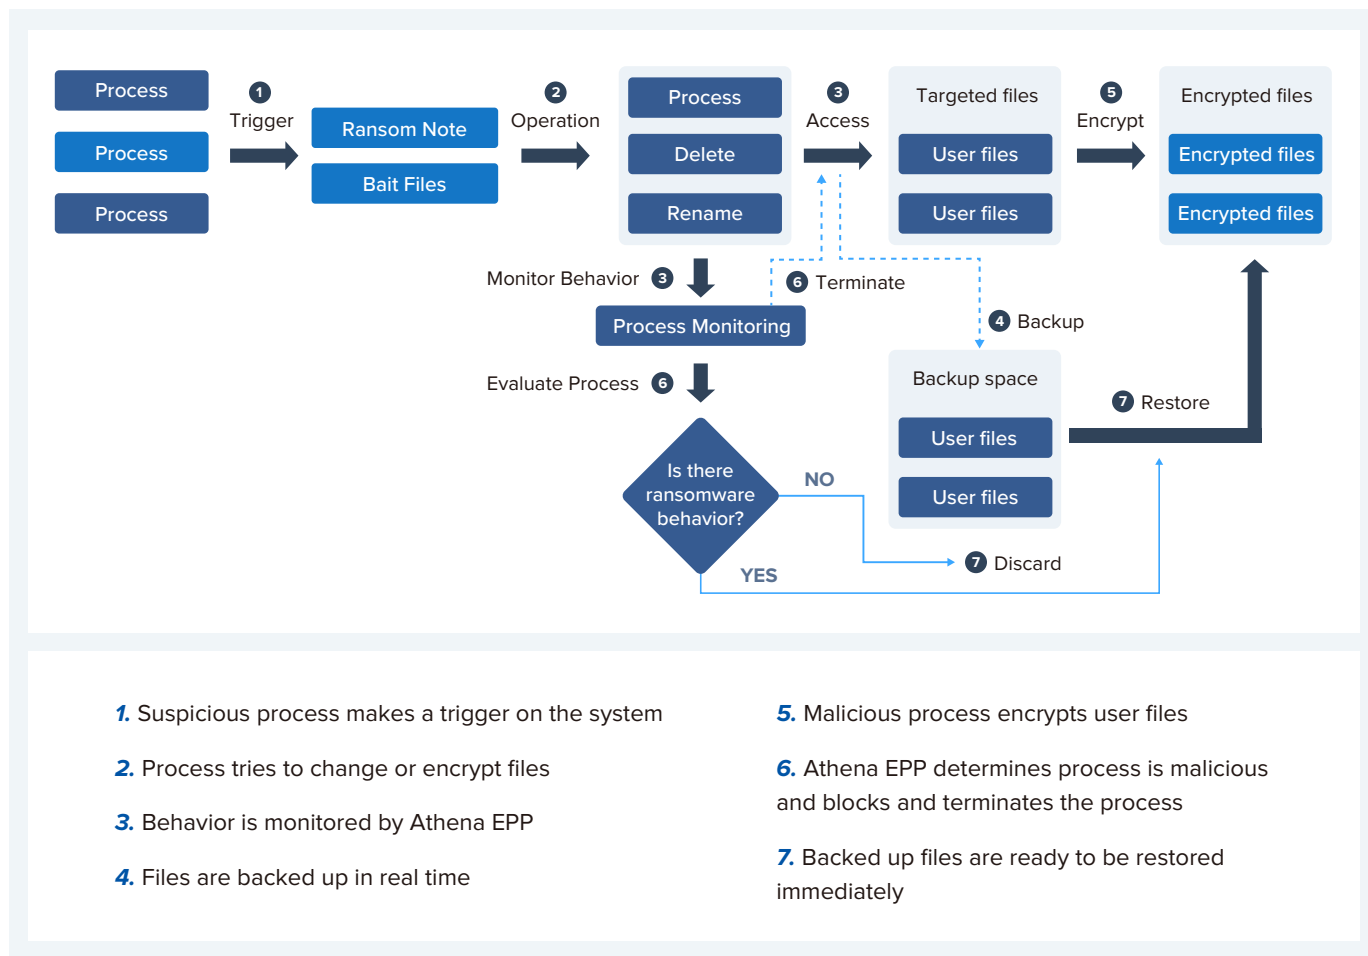 Process
Process
Process
1
Trigger
Ransom Note
Bait Files
2
Operation
Process
Delete
Rename
3
Access
Targeted files
User files
User files
5
Encrypt
Encrypted files
Encrypted files
Encrypted files
Monitor Behavior 3
6 Terminate
Process Monitoring
4 Backup
Evaluate Process 6
Backup space
User files
User files
7 Restore
Is there
ransomware
behavior?
NO
7 Discard
YES
1. Suspicious process makes a trigger on the system
2. Process tries to change or encrypt files
3. Behavior is monitored by Athena EPP
4. Files are backed up in real time
5. Malicious process encrypts user files
6. Athena EPP determines process is malicious
and blocks and terminates the process
7. Backed up files are ready to be restored
immediately